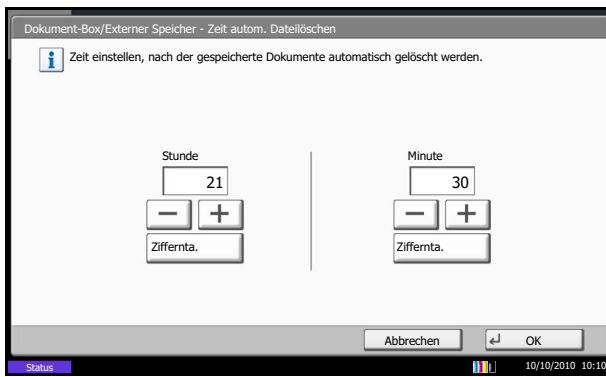 Dokument-Box/Externer Speicher - Zeit autom. Dateilöschen
Zeit einstellen, nach der gespeicherte Dokumente automatisch gelöscht werden.
Stunde
Minute
21
30
Ziffernta.
Ziffernta.
Abbrechen
OK
Status
10/10/2010 10:10